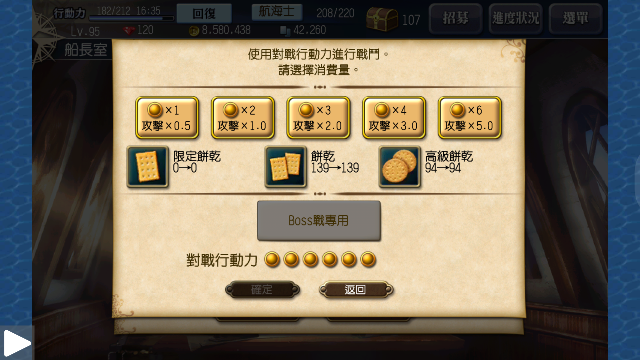 行動力 182/212 16:35 回復 航海士 208/220 107 招募 進度狀況 選單
Lv.95 120 8,580,438 42,260
船長室
使用對戰行動力進行戰鬥。
請選擇消費量。
×1 ×2 ×3 ×4 ×6
攻擊×0.5 攻擊×1.0 攻擊×2.0 攻擊×3.0 攻擊×5.0
限定餅乾 餅乾 高級餅乾
0→0 139→139 94→94
Boss戰專用
對戰行動力
確定 返回